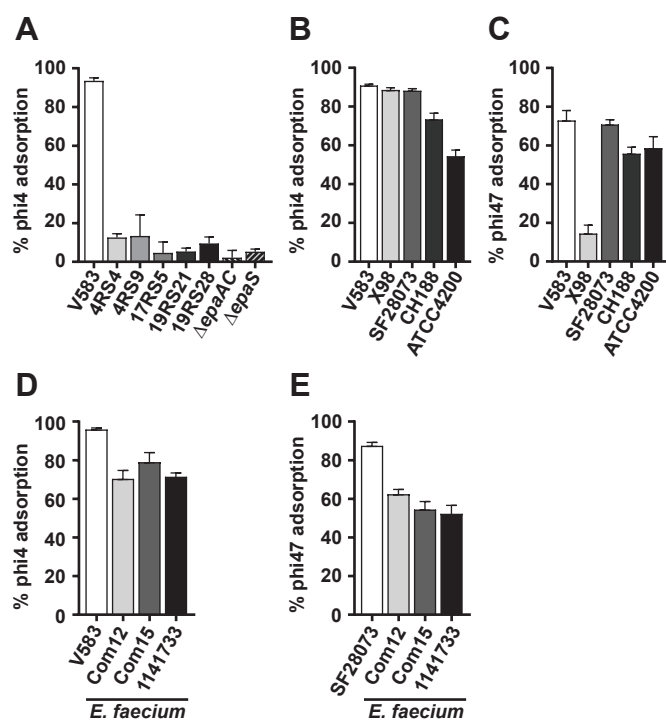 A
% phi4 adsorption
100
80
60
40
20
0
V583
4RS4
4RS9
17RS5
19RS21
19RS28
ΔepaAC
ΔepaS
B
% phi4 adsorption
100
80
60
40
20
0
V583
X98
SF28073
CH188
ATCC4200
C
% phi47 adsorption
100
80
60
40
20
0
V583
X98
SF28073
CH188
ATCC4200
D
% phi4 adsorption
100
80
60
40
20
0
V583
Com12
Com15
1141733
E. faecium
E
% phi47 adsorption
100
80
60
40
20
0
SF28073
Com12
Com15
1141733
E. faecium